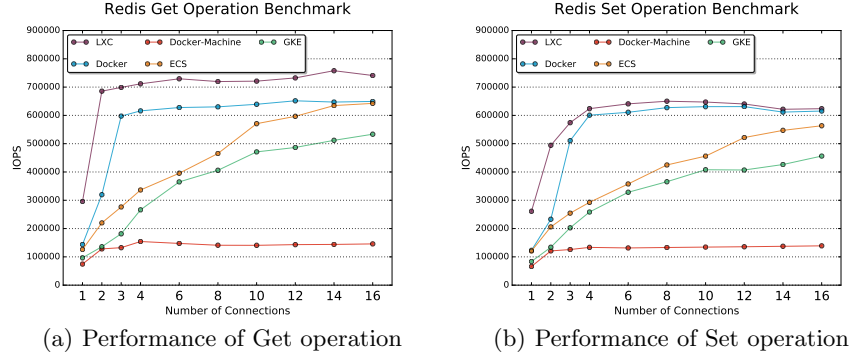 Redis Get Operation Benchmark
900000
800000
700000
600000
500000
400000
300000
200000
100000
0
IOPS
LXC
Docker-Machine
GKE
Docker
ECS
1 2 3 4 6 8 10 12 14 16
Number of Connections
(a) Performance of Get operation
Redis Set Operation Benchmark
900000
800000
700000
600000
500000
400000
300000
200000
100000
0
IOPS
LXC
Docker-Machine
GKE
Docker
ECS
1 2 3 4 6 8 10 12 14 16
Number of Connections
(b) Performance of Set operation